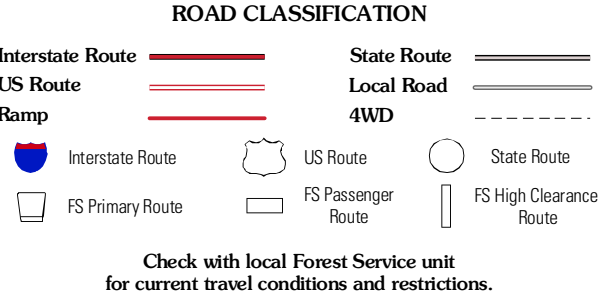 ROAD CLASSIFICATION
Interstate Route
State Route
US Route
Local Road
Ramp
4WD
Interstate Route
US Route
State Route
FS Primary Route
FS Passenger
Route
FS High Clearance
Route
Check with local Forest Service unit
for current travel conditions and restrictions.